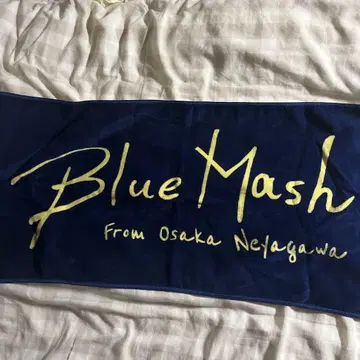 Blue Mash
From Osaka Neyagawa